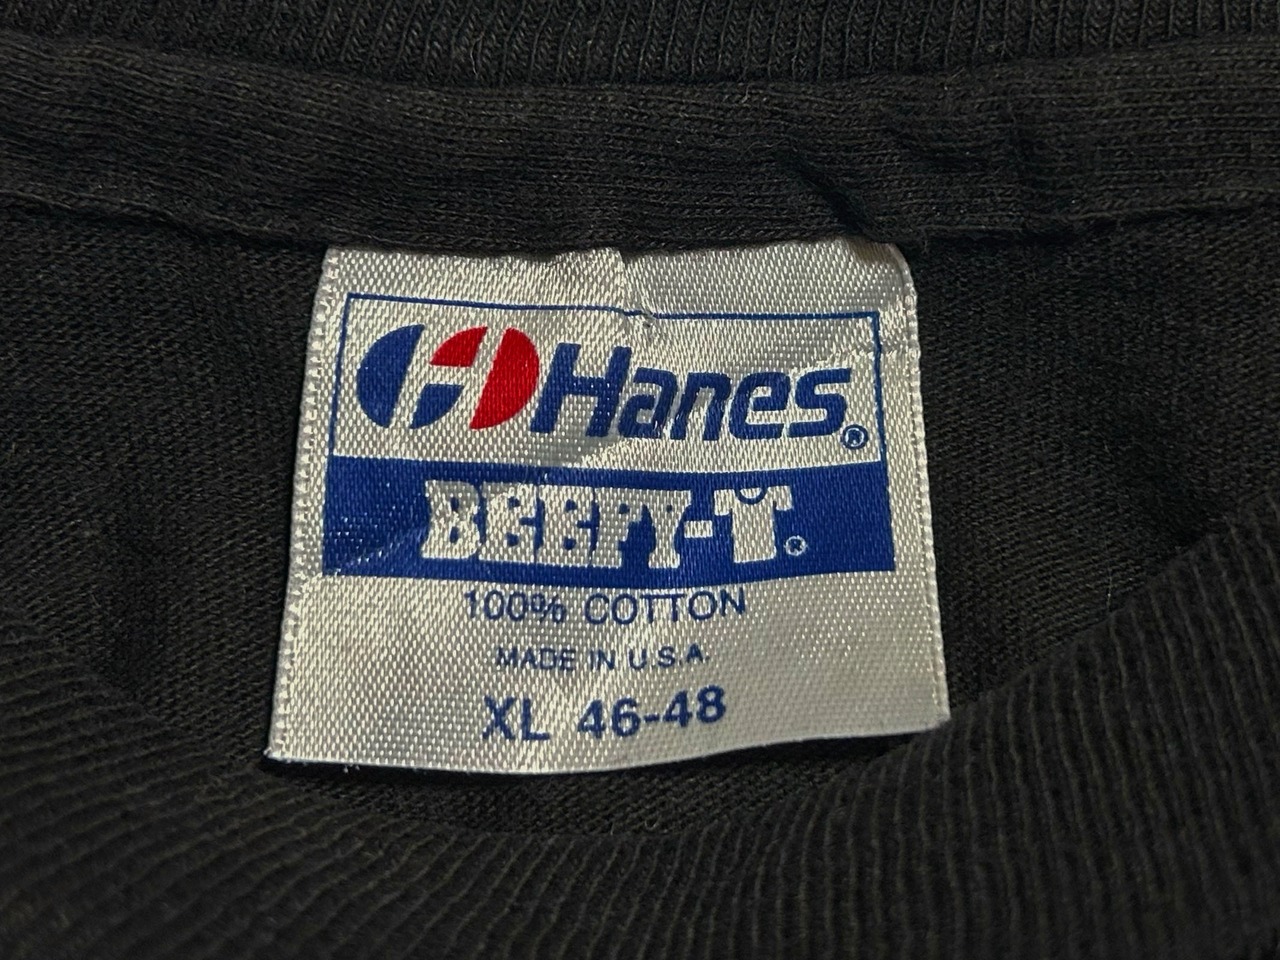 Hanes®
BEEFY-T®
100% COTTON
MADE IN U.S.A.
XL 46-48